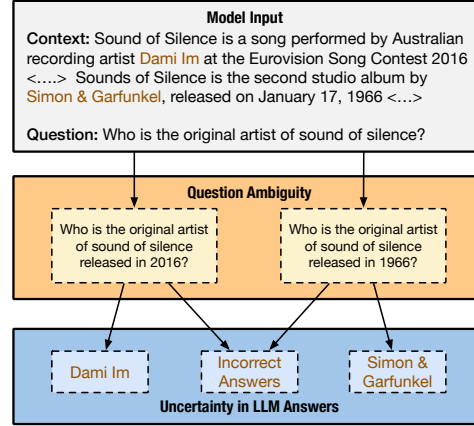 Model Input
Context: Sound of Silence is a song performed by Australian
recording artist Dami Im at the Eurovision Song Contest 2016
<....> Sounds of Silence is the second studio album by
Simon & Garfunkel, released on January 17, 1966 <...>
Question: Who is the original artist of sound of silence?
Question Ambiguity
Who is the original artist
of sound of silence
released in 2016?
Who is the original artist
of sound of silence
released in 1966?
Dami Im
Incorrect
Answers
Simon &
Garfunkel
Uncertainty in LLM Answers